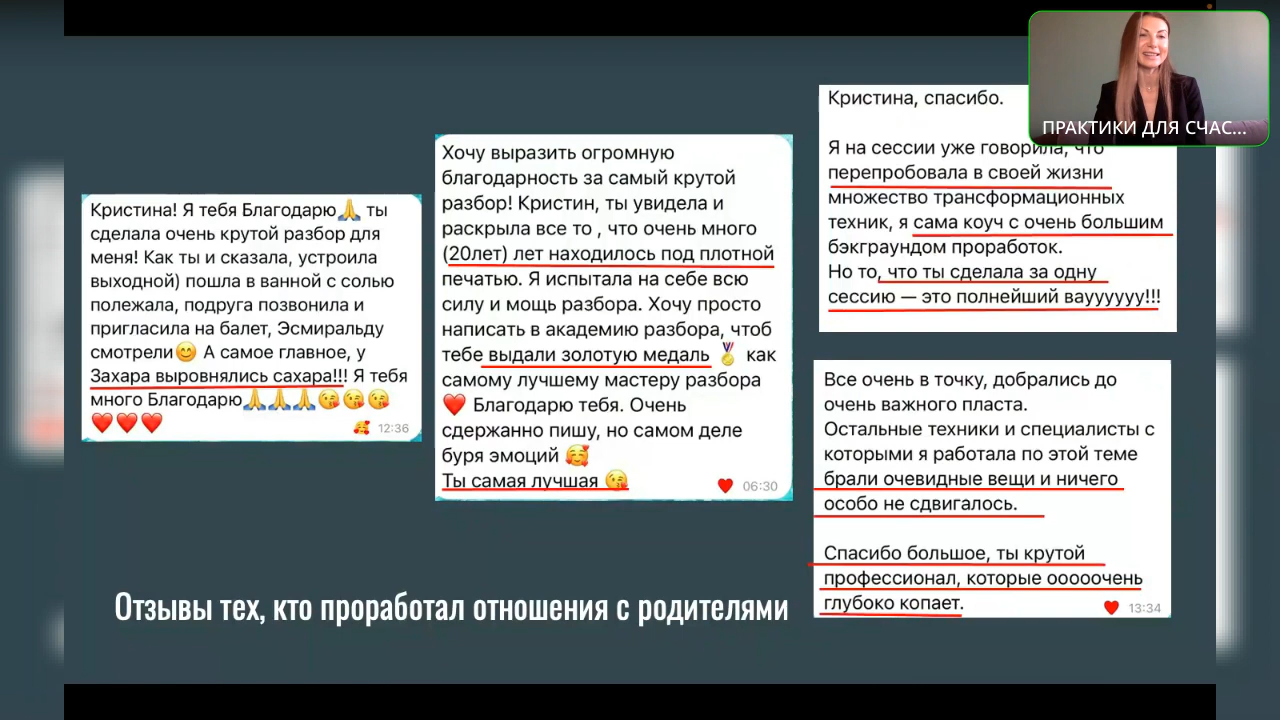 Кристина! Я тебя Благодарю🙏 ты
сделала очень крутой разбор для
меня! Как ты и сказала, устроила
выходной) пошла в ванной с солью
полежала, подруга позвонила и
пригласила на балет, Эсмиральду
смотрели😊 А самое главное, у
Захара выровнялись сахара!!! Я тебя
много Благодарю🙏🙏🙏😘😘😘
❤️❤️❤️ 🥰 12:36
Хочу выразить огромную
благодарность за самый крутой
разбор! Кристин, ты увидела и
раскрыла все то , что очень много
(20лет) лет находилось под плотной
печатью. Я испытала на себе всю
силу и мощь разбора. Хочу просто
написать в академию разбора, чтоб
тебе выдали золотую медаль 🏅 как
самому лучшему мастеру разбора
❤️ Благодарю тебя. Очень
сдержанно пишу, но самом деле
буря эмоций 🥰
Ты самая лучшая 😘 ❤️ 06:30
Кристина, спасибо.
Я на сессии уже говорила, что
перепробовала в своей жизни
множество трансформационных
техник, я сама коуч с очень большим
бэкграундом проработок.
Но то, что ты сделала за одну
сессию — это полнейший вауууууу!!!
Все очень в точку, добрались до
очень важного пласта.
Остальные техники и специалисты с
которыми я работала по этой теме
брали очевидные вещи и ничего
особо не сдвигалось.
Спасибо большое, ты крутой
профессионал, которые ооооочень
глубоко копает. ❤️ 13:34
ПРАКТИКИ ДЛЯ СЧАС...
Отзывы тех, кто проработал отношения с родителями